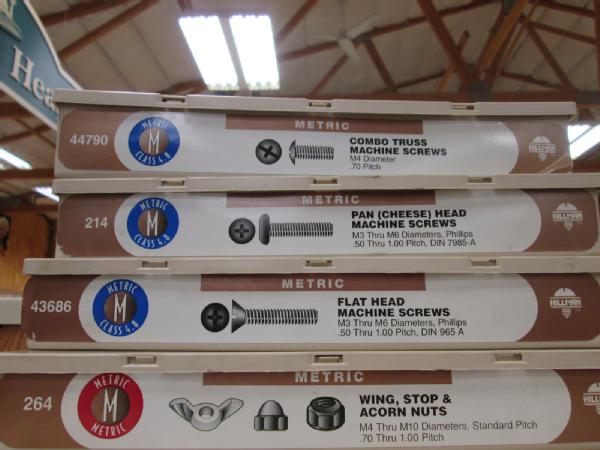 Hea
METRIC
44790
METRIC
M
CLASS 4.8
COMBO TRUSS
MACHINE SCREWS
M4 Diameter
.70 Pitch
HILLMAN
METRIC
214
METRIC
M
CLASS 4.8
PAN (CHEESE) HEAD
MACHINE SCREWS
M3 Thru M6 Diameters, Phillips
.50 Thru 1.00 Pitch, DIN 7985-A
HILLMAN
METRIC
43686
METRIC
M
CLASS 4.8
FLAT HEAD
MACHINE SCREWS
M3 Thru M6 Diameters, Phillips
.50 Thru 1.00 Pitch, DIN 965 A
HILLMAN
METRIC
264
METRIC
M
METRIC
WING, STOP &
ACORN NUTS
M4 Thru M10 Diameters, Standard Pitch
.70 Thru 1.00 Pitch
HILLMAN